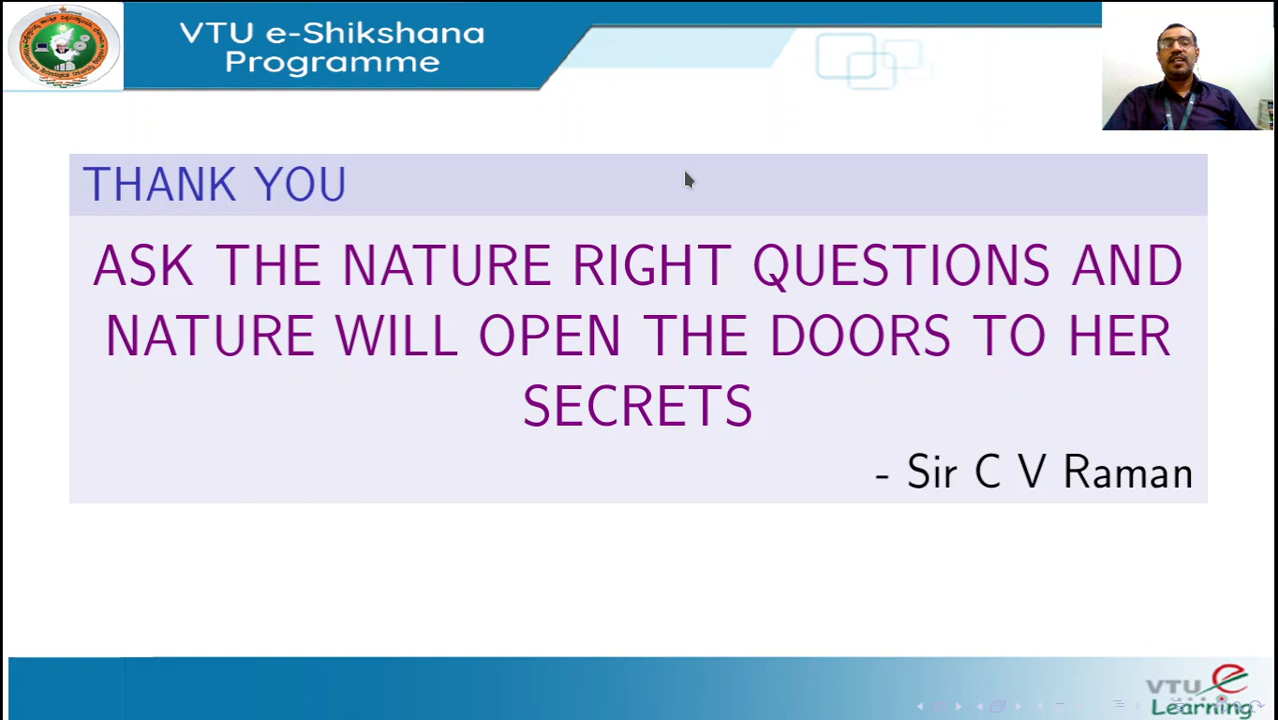 VTU e-Shikshana
Programme
THANK YOU
ASK THE NATURE RIGHT QUESTIONS AND
NATURE WILL OPEN THE DOORS TO HER
SECRETS
- Sir C V Raman
VTU
Learning